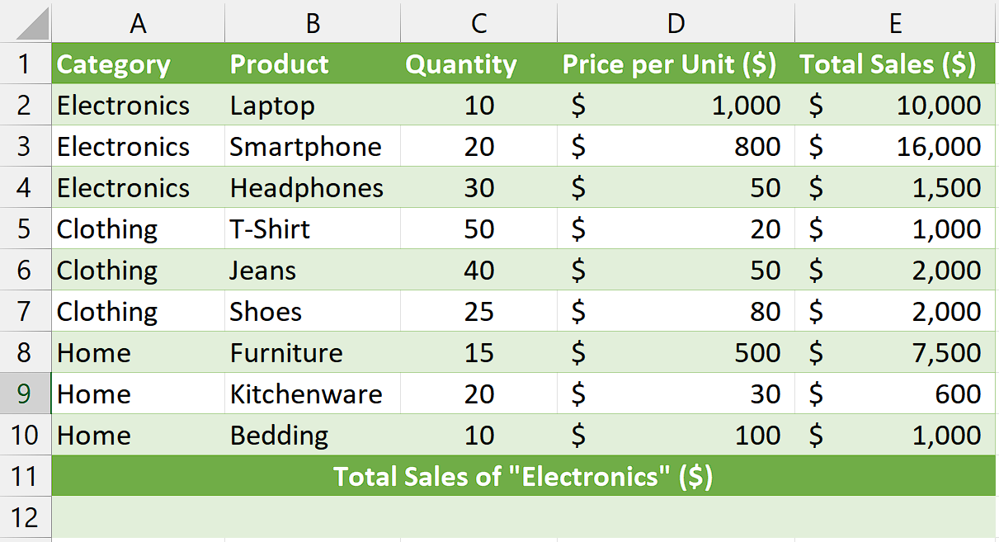 A B C D E
1 Category Product Quantity Price per Unit ($) Total Sales ($)
2 Electronics Laptop 10 $ 1,000 $ 10,000
3 Electronics Smartphone 20 $ 800 $ 16,000
4 Electronics Headphones 30 $ 50 $ 1,500
5 Clothing T-Shirt 50 $ 20 $ 1,000
6 Clothing Jeans 40 $ 50 $ 2,000
7 Clothing Shoes 25 $ 80 $ 2,000
8 Home Furniture 15 $ 500 $ 7,500
9 Home Kitchenware 20 $ 30 $ 600
10 Home Bedding 10 $ 100 $ 1,000
11 Total Sales of "Electronics" ($)
12